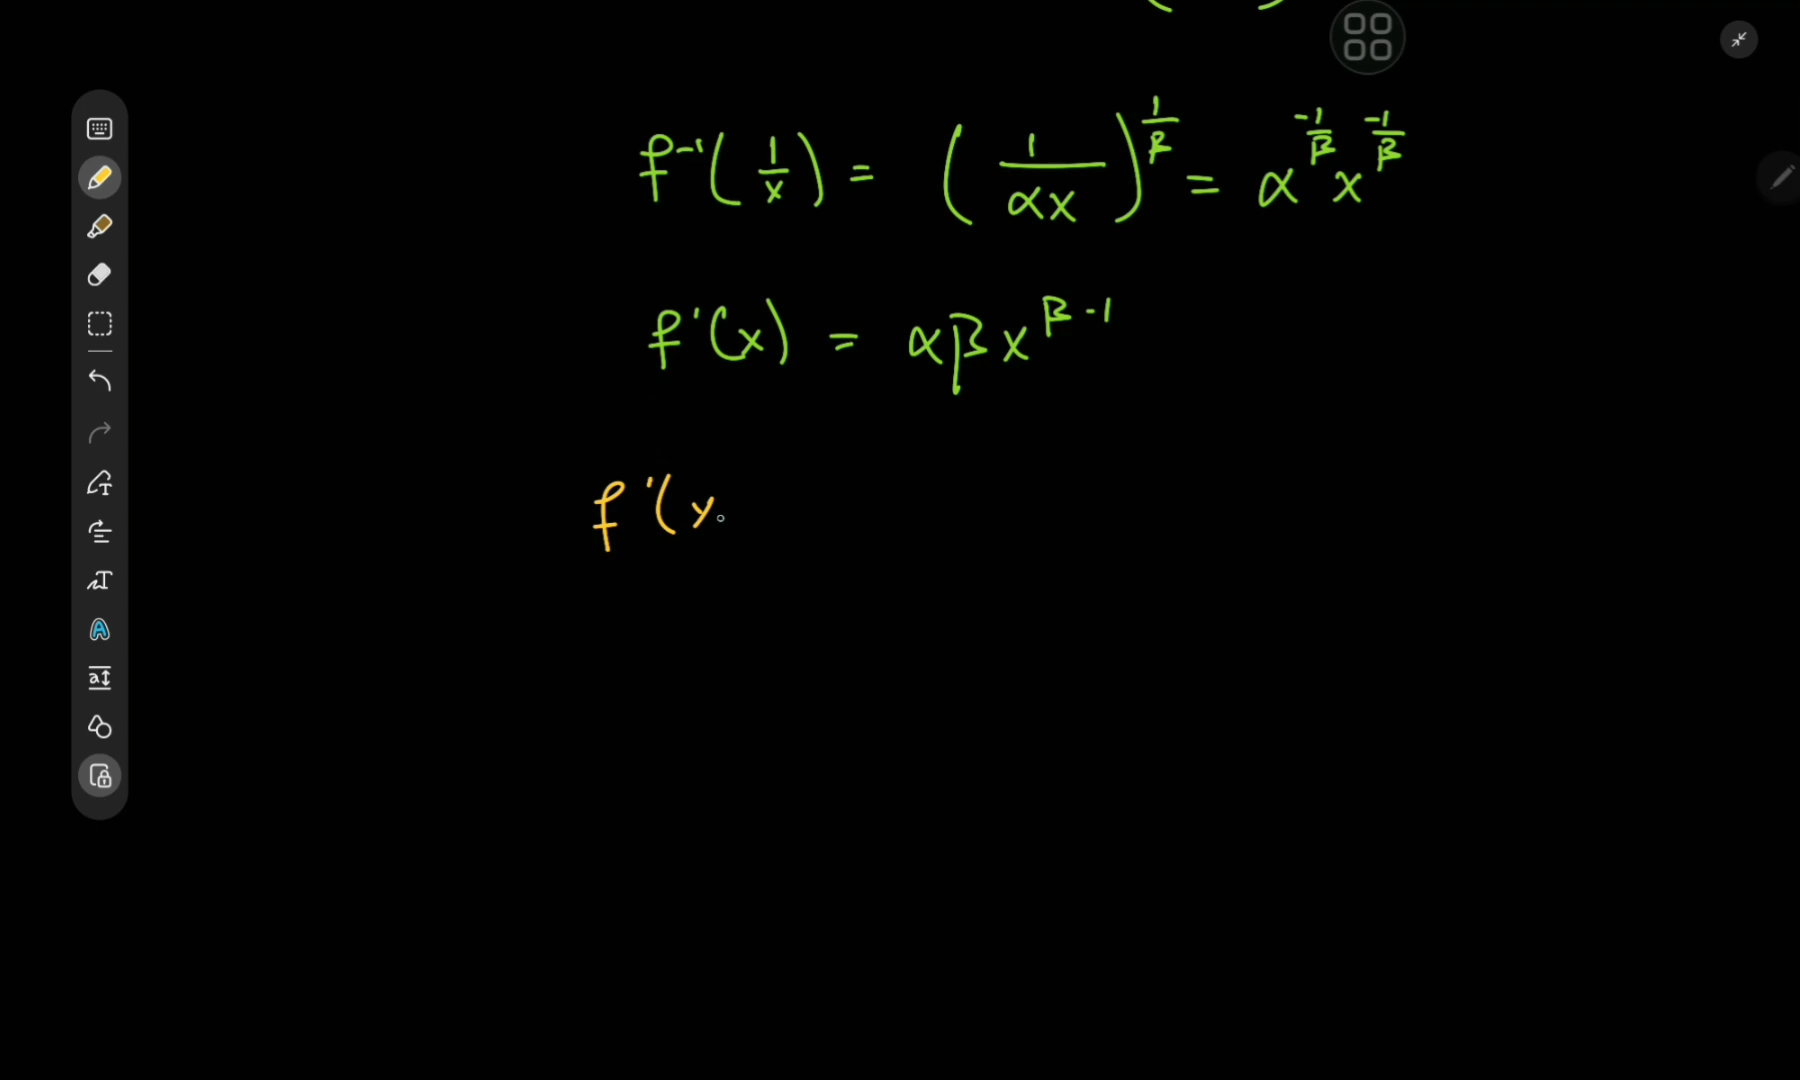 f⁻¹(1/x) = (1/αx)^(1/β) = α^(-1/β) x^(-1/β)
f'(x) = αβx^(β-1)
f'(x